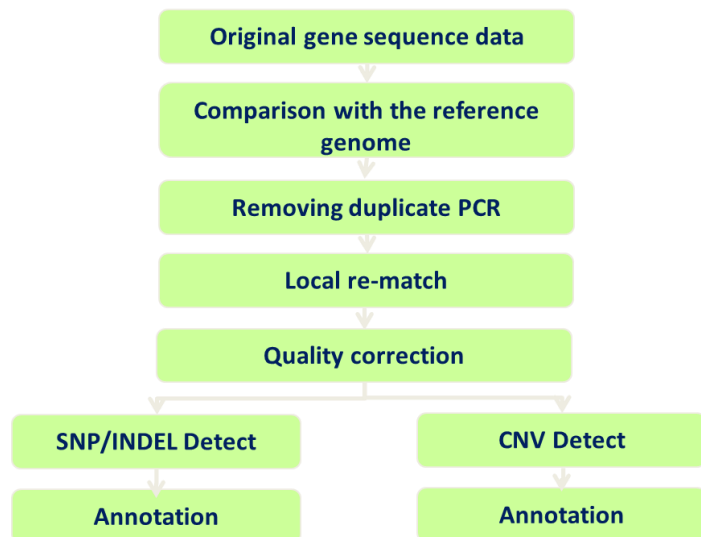 Original gene sequence data
Comparison with the reference
genome
Removing duplicate PCR
Local re-match
Quality correction
SNP/INDEL Detect
CNV Detect
Annotation
Annotation